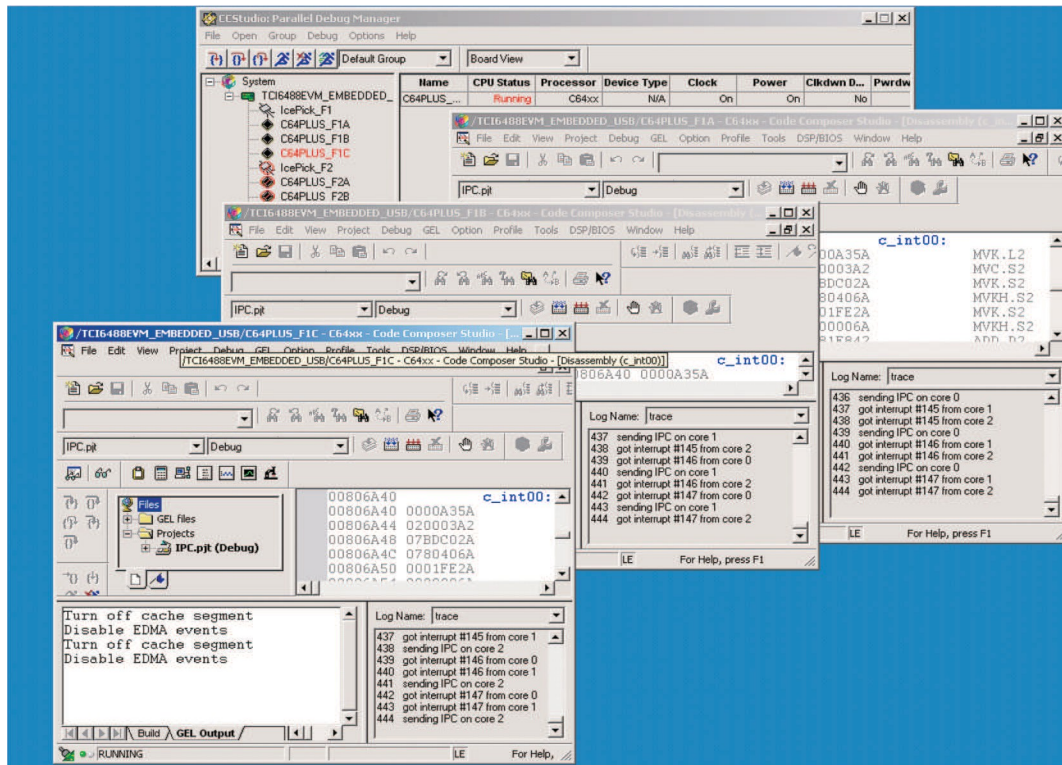 CCStudio: Parallel Debug Manager
File Open Group Debug Options Help
Default Group Board View
System
TCI6488EVM_EMBEDDED_
IcePick_F1
C64PLUS_F1A
C64PLUS_F1B
C64PLUS_F1C
IcePick_F2
C64PLUS_F2A
C64PLUS_F2B
Name CPU Status Processor Device Type Clock Power Clkdwn D... Pwrdw
C64PLUS_... Running C64xx N/A On On No
/TCI6488EVM_EMBEDDED_USB/C64PLUS_F1A - C64xx - Code Composer Studio - [Disassembly (c_in
File Edit View Project Debug GEL Option Profile Tools DSP/BIOS Window Help
IPC.pjt Debug
c_int00:
00A35A MVK.L2
0003A2 MVC.S2
BDC02A MVK.S2
80406A MVKH.S2
01FE2A MVK.S2
00006A MVKH.S2
81E842 ADD.D2
Log Name: trace
436 sending IPC on core 0
437 got interrupt #145 from core 1
438 got interrupt #145 from core 2
439 sending IPC on core 0
440 got interrupt #146 from core 1
441 got interrupt #146 from core 2
442 sending IPC on core 0
443 got interrupt #147 from core 1
444 got interrupt #147 from core 2
LE For Help, press F1
/TCI6488EVM_EMBEDDED_USB/C64PLUS_F1B - C64xx - Code Composer Studio - [Disassembly (
File Edit View Project Debug GEL Option Profile Tools DSP/BIOS Window Help
IPC.pjt Debug
c_int00:
0806A40 0000A35A
Log Name: trace
437 sending IPC on core 1
438 got interrupt #145 from core 2
439 got interrupt #146 from core 0
440 sending IPC on core 1
441 got interrupt #146 from core 2
442 got interrupt #147 from core 0
443 sending IPC on core 1
444 got interrupt #147 from core 2
LE For Help, press F1
/TCI6488EVM_EMBEDDED_USB/C64PLUS_F1C - C64xx - Code Composer Studio - [...
File Edit View Project Debug GEL Option Profile Tools DSP/BIOS Window Help
/TCI6488EVM_EMBEDDED_USB/C64PLUS_F1C - C64xx - Code Composer Studio - [Disassembly (c_int00)]
IPC.pjt Debug
Files
GEL files
Projects
IPC.pjt (Debug)
00806A40 c_int00:
00806A40 0000A35A
00806A44 020003A2
00806A48 07BDC02A
00806A4C 0780406A
00806A50 0001FE2A
Turn off cache segment
Disable EDMA events
Turn off cache segment
Disable EDMA events
Build GEL Output
Log Name: trace
437 got interrupt #145 from core 1
438 sending IPC on core 2
439 got interrupt #146 from core 0
440 got interrupt #146 from core 1
441 sending IPC on core 2
442 got interrupt #147 from core 0
443 got interrupt #147 from core 1
444 sending IPC on core 2
RUNNING LE For Help,